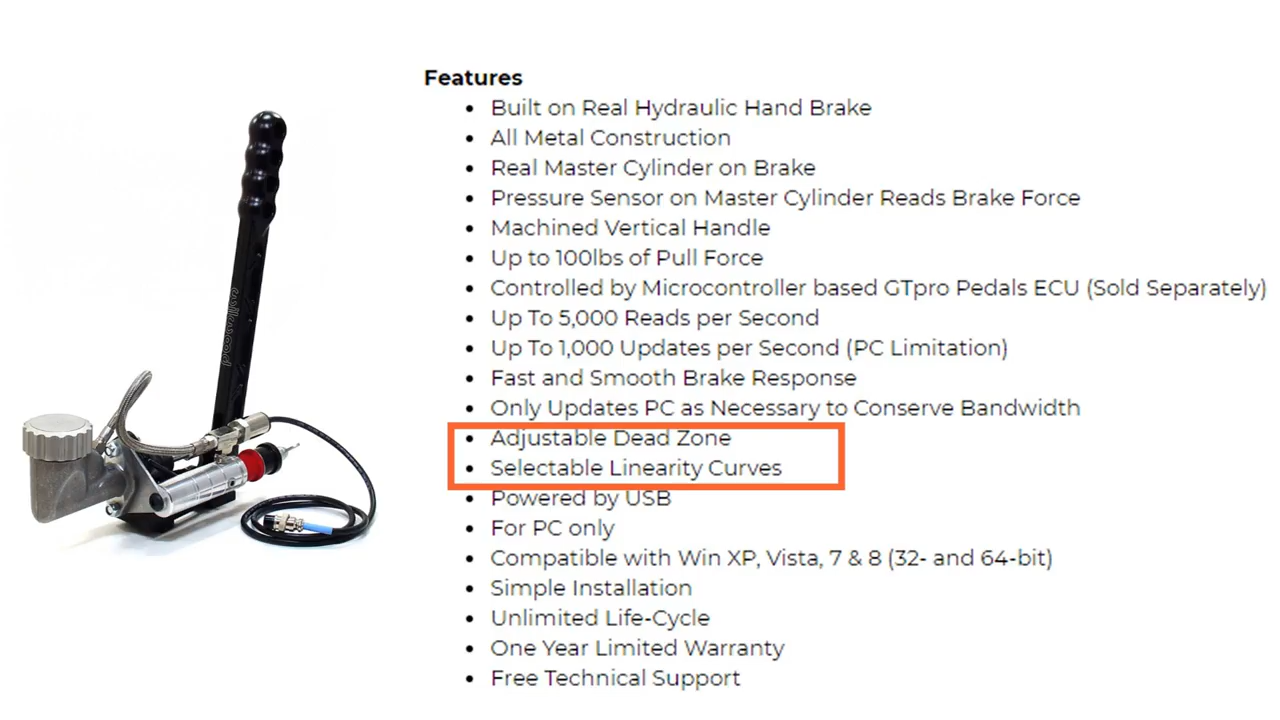 Features
Built on Real Hydraulic Hand Brake
All Metal Construction
Real Master Cylinder on Brake
Pressure Sensor on Master Cylinder Reads Brake Force
Machined Vertical Handle
Up to 100lbs of Pull Force
Controlled by Microcontroller based GTpro Pedals ECU (Sold Separately)
Up To 5,000 Reads per Second
Up To 1,000 Updates per Second (PC Limitation)
Fast and Smooth Brake Response
Only Updates PC as Necessary to Conserve Bandwidth
Adjustable Dead Zone
Selectable Linearity Curves
Powered by USB
For PC only
Compatible with Win XP, Vista, 7 & 8 (32- and 64-bit)
Simple Installation
Unlimited Life-Cycle
One Year Limited Warranty
Free Technical Support